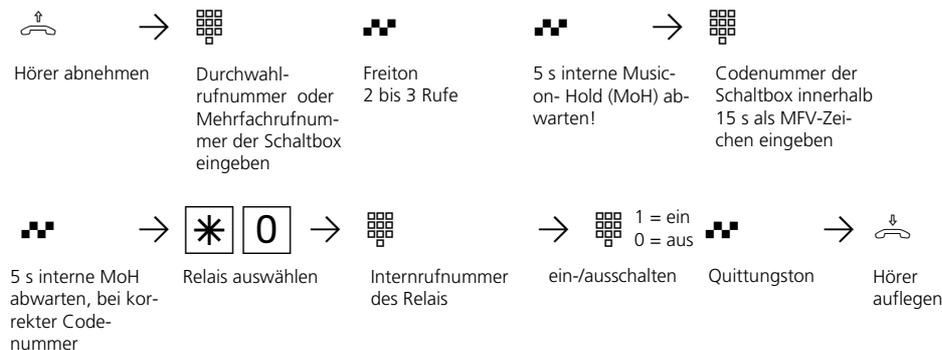 Hörer abnehmen
Durchwahl-
rufnummer oder
Mehrfachrufnum-
mer der Schaltbox
eingeben
Freiton
2 bis 3 Rufe
5 s interne Music-
on- Hold (MoH) ab-
warten!
Codenummer der
Schaltbox innerhalb
15 s als MFV-Zei-
chen eingeben
5 s interne MoH
abwarten, bei kor-
rekter Code-
nummer
* 0
Relais auswählen
Internrufnummer
des Relais
1 = ein
0 = aus
ein-/ausschalten
Quittungston
Hörer
auflegen